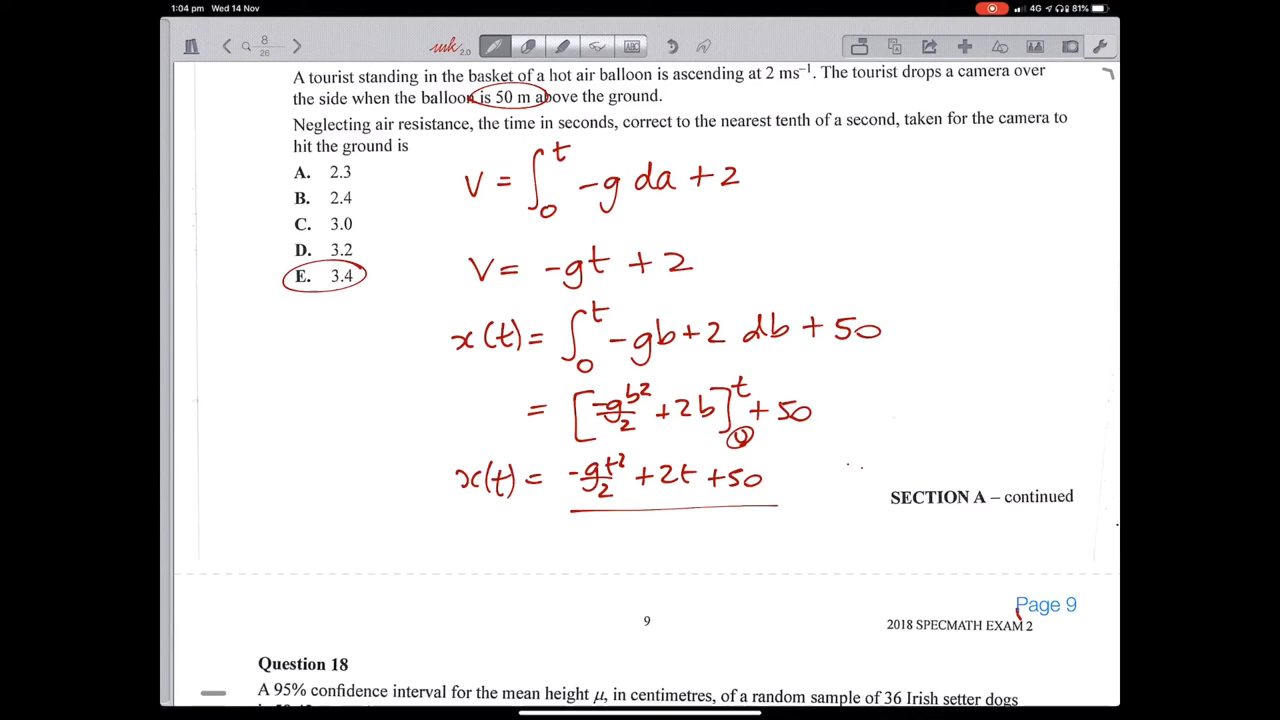 1:04 pm Wed 14 Nov
4G 81%
8
26
mk 2.0
ABC
A tourist standing in the basket of a hot air balloon is ascending at 2 ms⁻¹. The tourist drops a camera over
the side when the balloon is 50 m above the ground.
Neglecting air resistance, the time in seconds, correct to the nearest tenth of a second, taken for the camera to
hit the ground is
A. 2.3
B. 2.4
C. 3.0
D. 3.2
E. 3.4
V = ∫₀ᵗ -g da + 2
V = -gt + 2
x(t) = ∫₀ᵗ -gb + 2 db + 50
= [-gb²/2 + 2b]₀ᵗ + 50
x(t) = -gt²/2 + 2t + 50
SECTION A – continued
Page 9
9
2018 SPECMATH EXAM 2
Question 18
A 95% confidence interval for the mean height μ, in centimetres, of a random sample of 36 Irish setter dogs